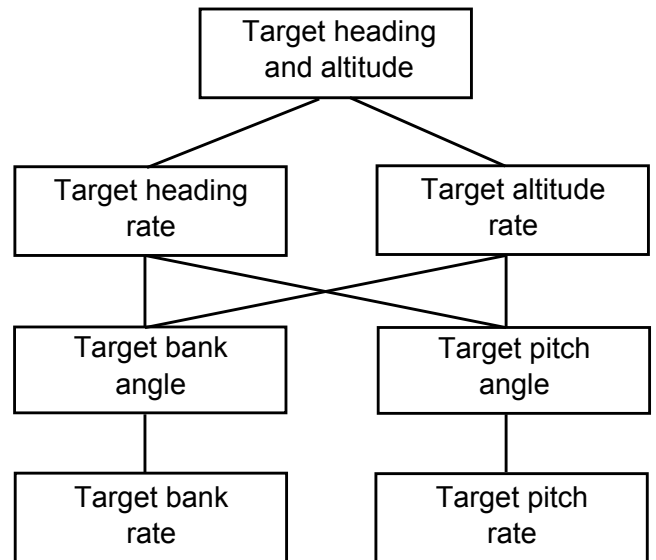 Target heading
and altitude
Target heading
rate
Target altitude
rate
Target bank
angle
Target pitch
angle
Target bank
rate
Target pitch
rate